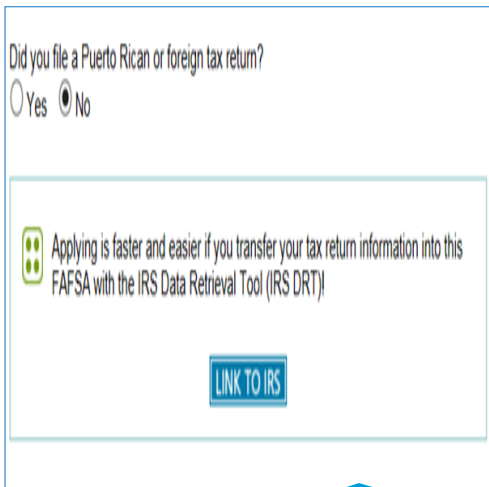 Did you file a Puerto Rican or foreign tax return?
Yes No
Applying is faster and easier if you transfer your tax return information into this
FAFSA with the IRS Data Retrieval Tool (IRS DRT)!
LINK TO IRS